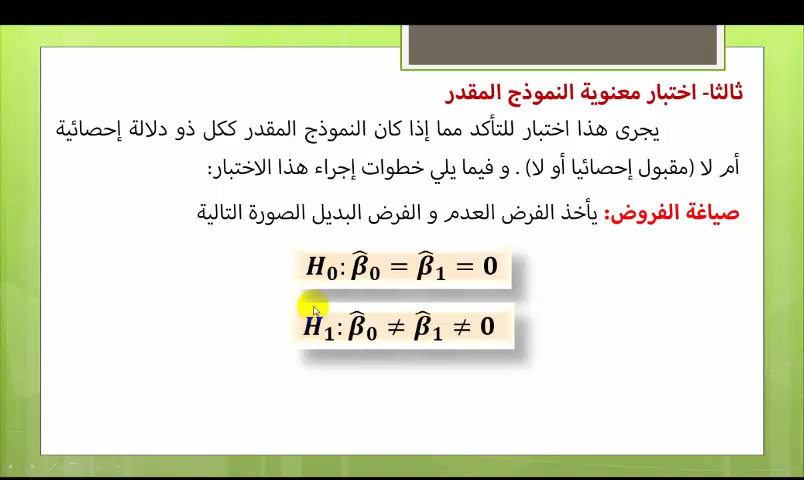 ثالثا- اختبار معنوية النموذج المقدر
يجرى هذا اختبار للتأكد مما إذا كان النموذج المقدر ككل ذو دلالة إحصائية
أم لا (مقبول إحصائيا أو لا) . و فيما يلي خطوات إجراء هذا الاختبار:
صياغة الفروض: يأخذ الفرض العدم و الفرض البديل الصورة التالية
H₀: β̂₀ = β̂₁ = 0
H₁: β̂₀ ≠ β̂₁ ≠ 0